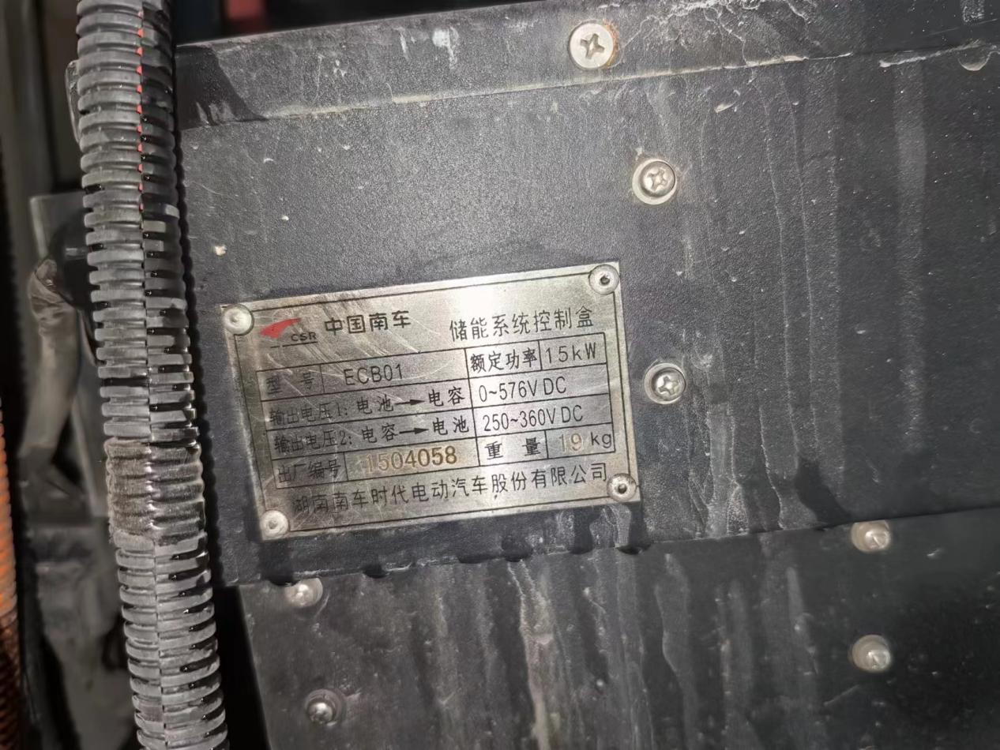 CSR 中国南车 储能系统控制盒
型号 ECB01 额定功率 15kW
输出电压1: 电池→电容 0~576V DC
输出电压2: 电容→电池 250~360V DC
出厂编号 1504058 重量 19 kg
湖南南车时代电动汽车股份有限公司